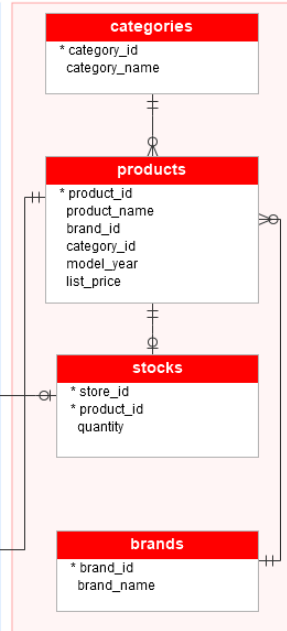 categories
* category_id
category_name
products
* product_id
product_name
brand_id
category_id
model_year
list_price
stocks
* store_id
* product_id
quantity
brands
* brand_id
brand_name